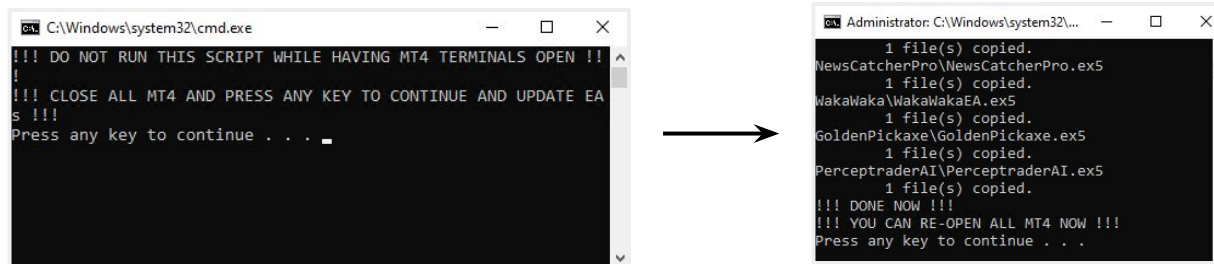 C:\Windows\system32\cmd.exe
!!! DO NOT RUN THIS SCRIPT WHILE HAVING MT4 TERMINALS OPEN !!
!
!!! CLOSE ALL MT4 AND PRESS ANY KEY TO CONTINUE AND UPDATE EA
s !!!
Press any key to continue . . .
Administrator: C:\Windows\system32\...
1 file(s) copied.
NewsCatcherPro\NewsCatcherPro.ex5
1 file(s) copied.
WakaWaka\WakaWakaEA.ex5
1 file(s) copied.
GoldenPickaxe\GoldenPickaxe.ex5
1 file(s) copied.
PerceptraderAI\PerceptraderAI.ex5
1 file(s) copied.
!!! DONE NOW !!!
!!! YOU CAN RE-OPEN ALL MT4 NOW !!!
Press any key to continue . . .